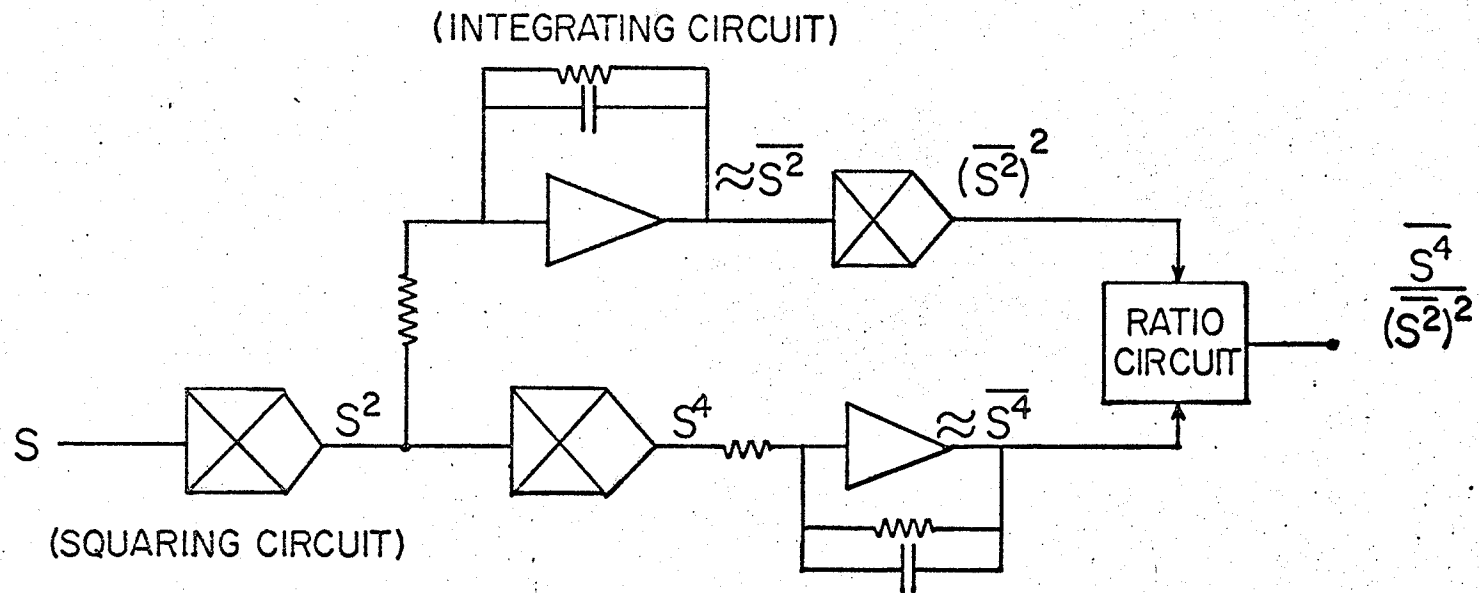 (INTEGRATING CIRCUIT)
≈S̅²
(S̅²)²
S̅⁴
(S̅²)²
RATIO
CIRCUIT
S
S²
S⁴
≈S̅⁴
(SQUARING CIRCUIT)